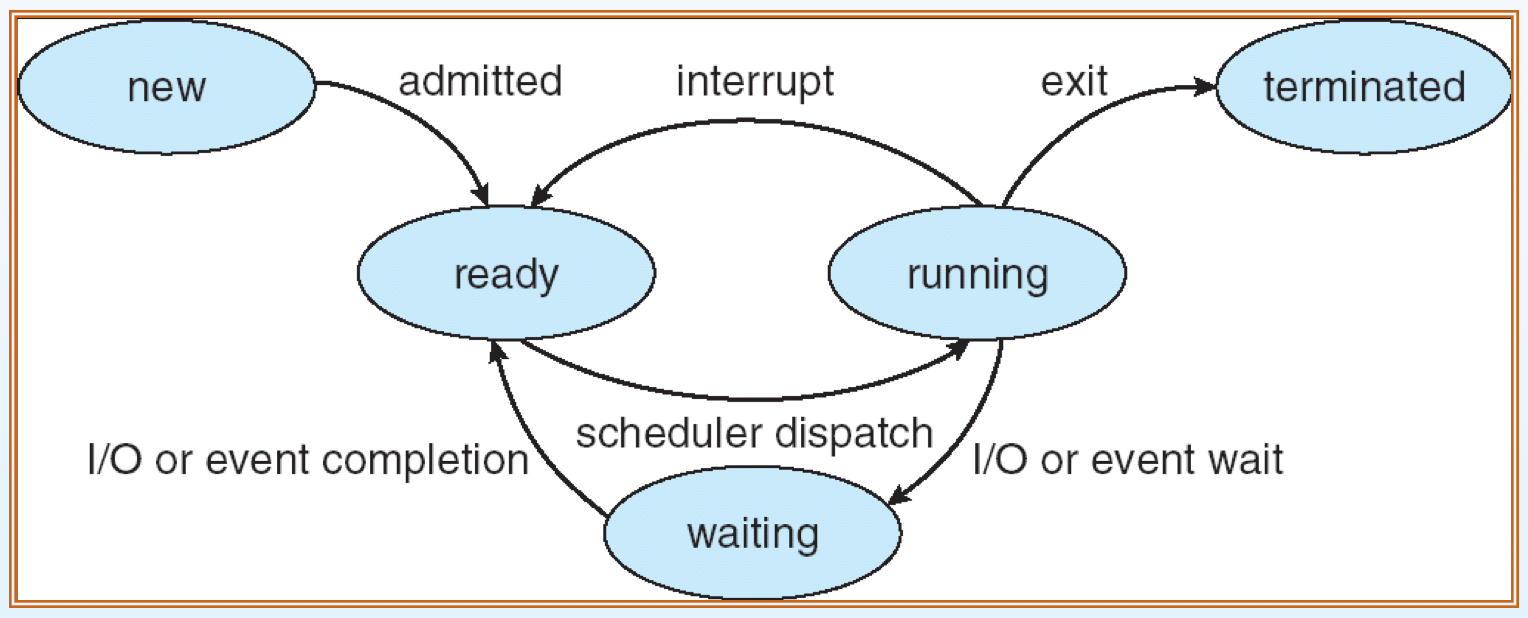 new
admitted
interrupt
exit
terminated
ready
running
scheduler dispatch
I/O or event completion
I/O or event wait
waiting